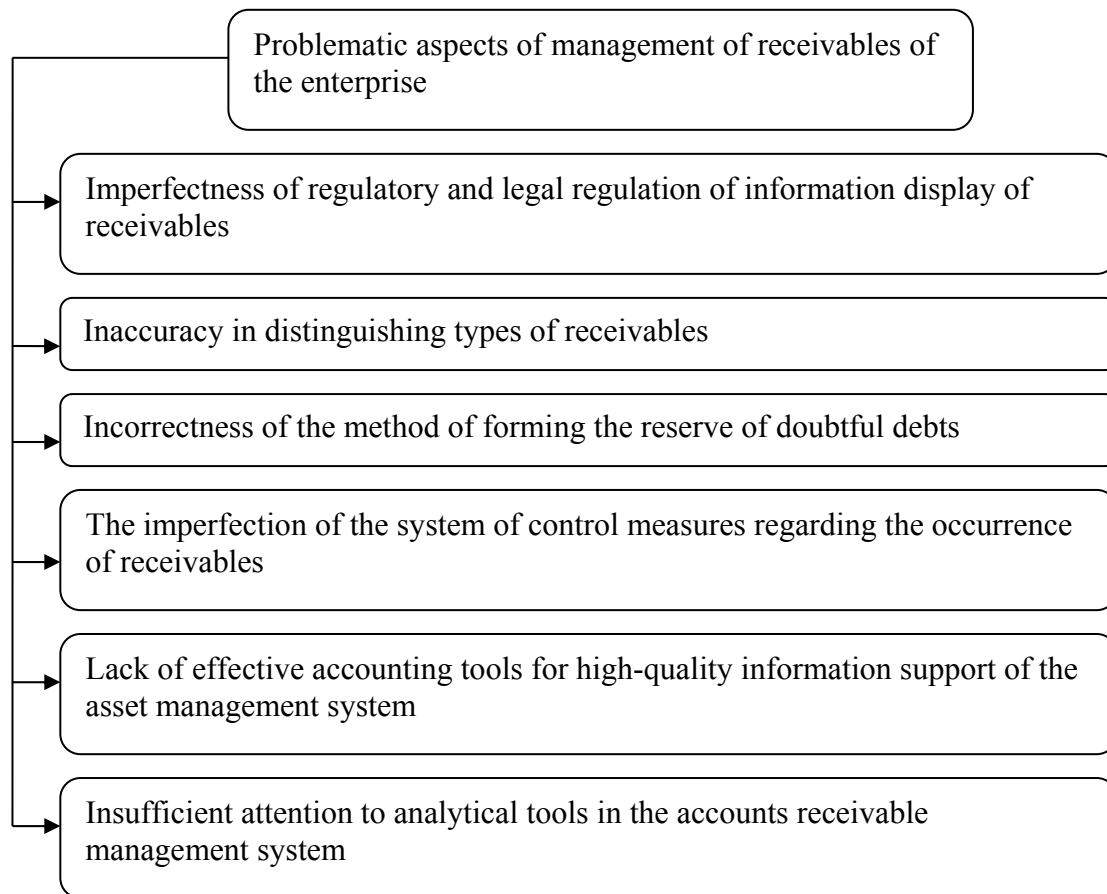 Problematic aspects of management of receivables of
the enterprise
Imperfectness of regulatory and legal regulation of information display of
receivables
Inaccuracy in distinguishing types of receivables
Incorrectness of the method of forming the reserve of doubtful debts
The imperfection of the system of control measures regarding the occurrence
of receivables
Lack of effective accounting tools for high-quality information support of the
asset management system
Insufficient attention to analytical tools in the accounts receivable
management system